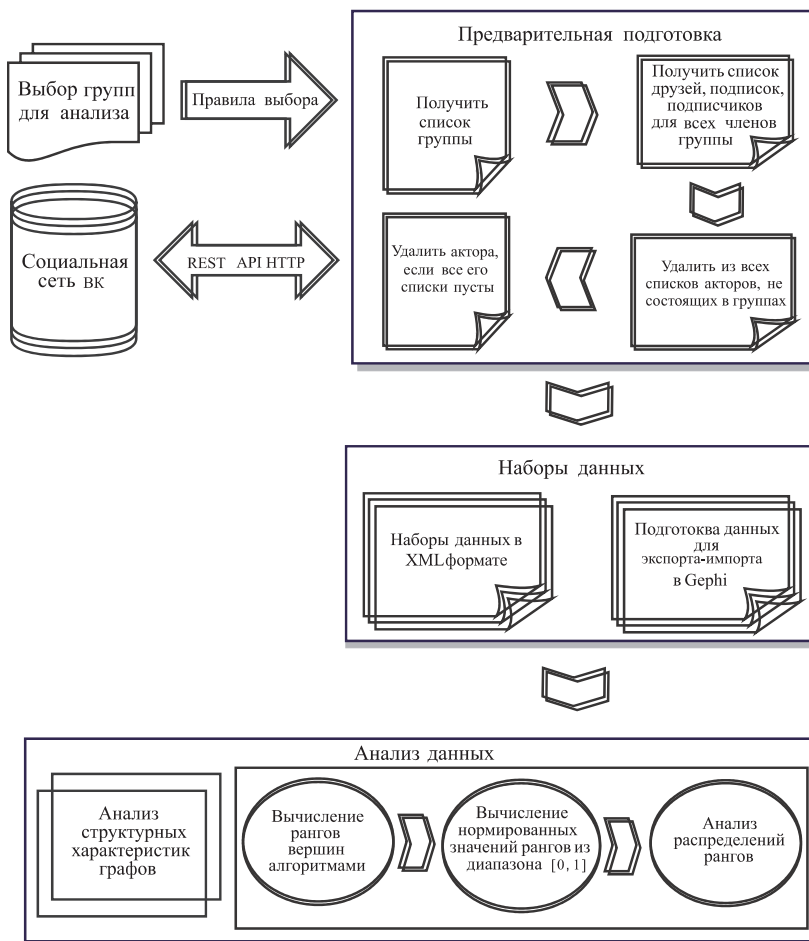 Предварительная подготовка
Выбор групп
для анализа
Правила выбора
Получить
список
группы
Получить список
друзей, подписок,
подписчиков
для всех членов
группы
Социальная
сеть ВК
REST API HTTP
Удалить актора,
если все его
списки пусты
Удалить из всех
списков акторов, не
состоящих в группах
Наборы данных
Наборы данных в
XMLформате
Подготоква данных
для
экспорта-импорта
в Gephi
Анализ данных
Анализ
структурных
характеристик
графов
Вычисление
рангов
вершин
алгоритмами
Вычисление
нормированных
значений рангов из
диапазона [0, 1]
Анализ
распределений
рангов